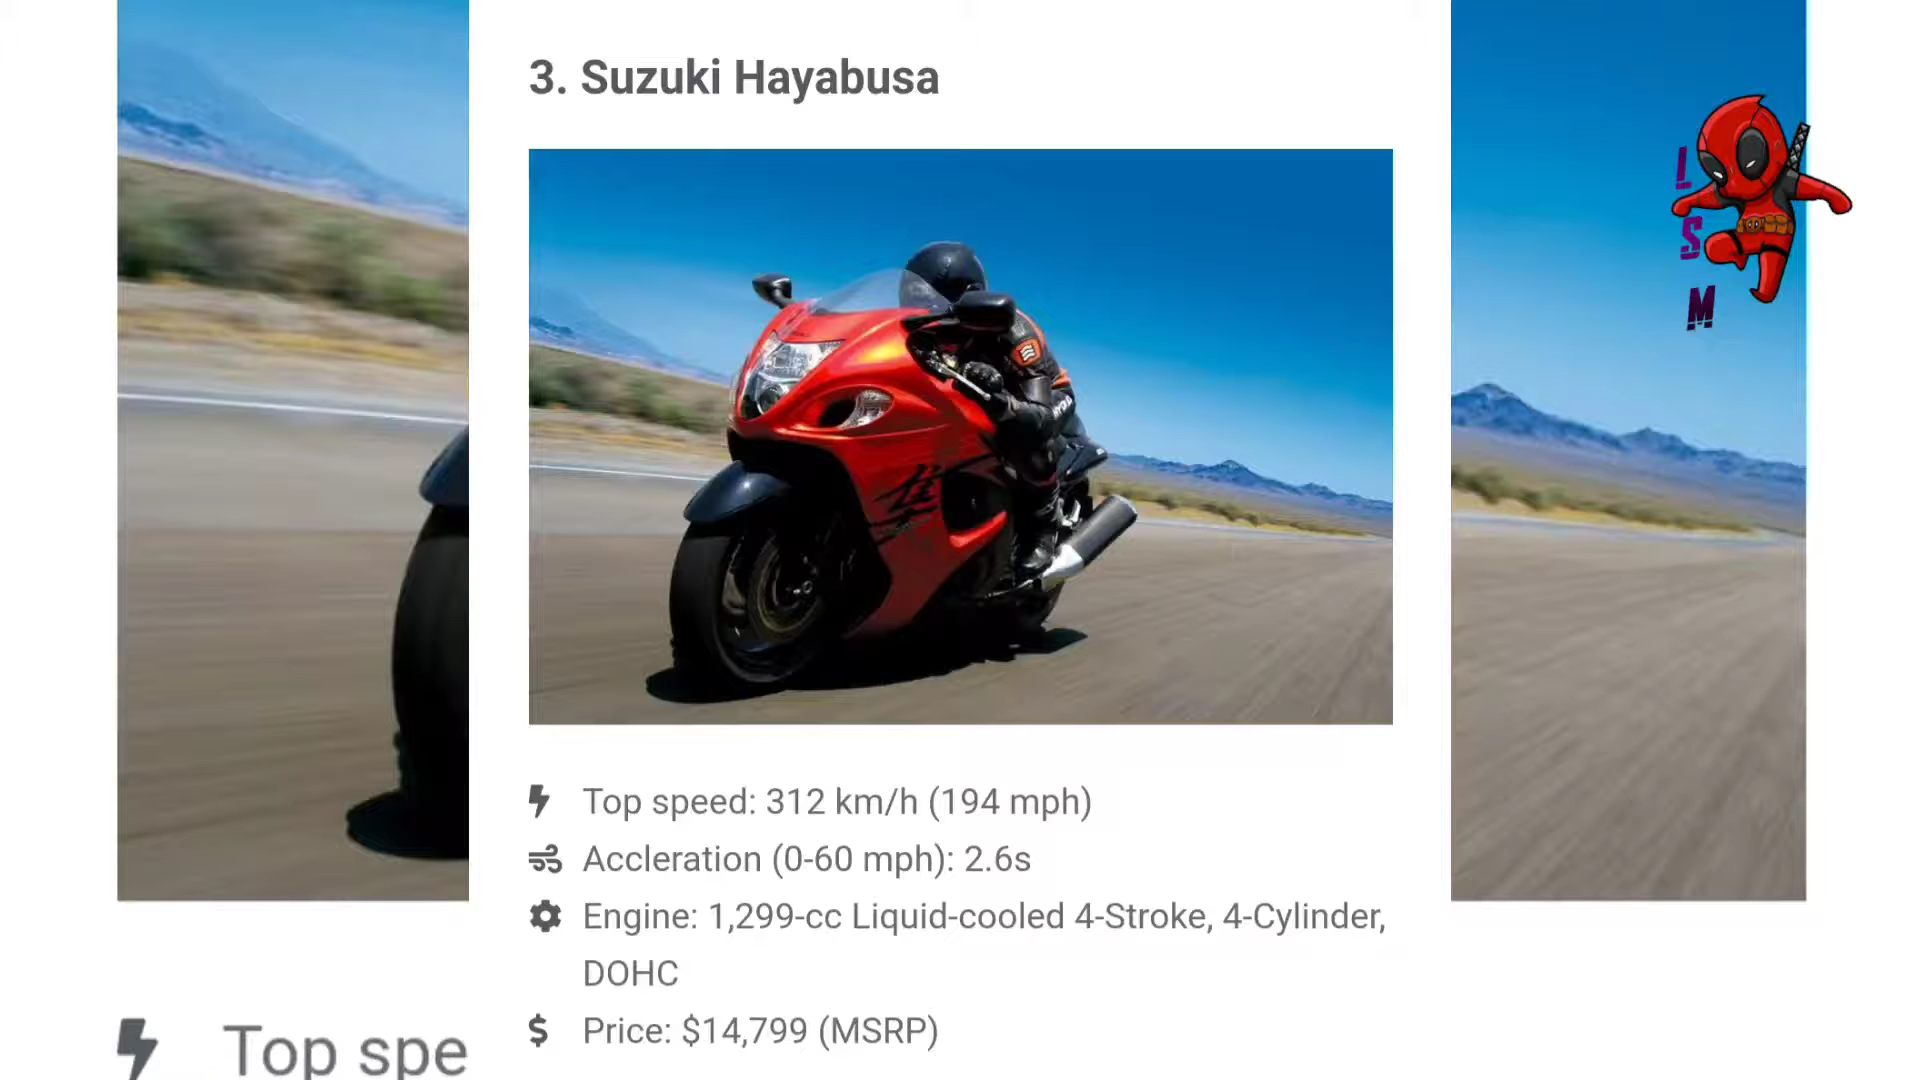 3. Suzuki Hayabusa
L
S
M
Top speed: 312 km/h (194 mph)
Accleration (0-60 mph): 2.6s
Engine: 1,299-cc Liquid-cooled 4-Stroke, 4-Cylinder,
DOHC
$ Price: $14,799 (MSRP)
Top spe